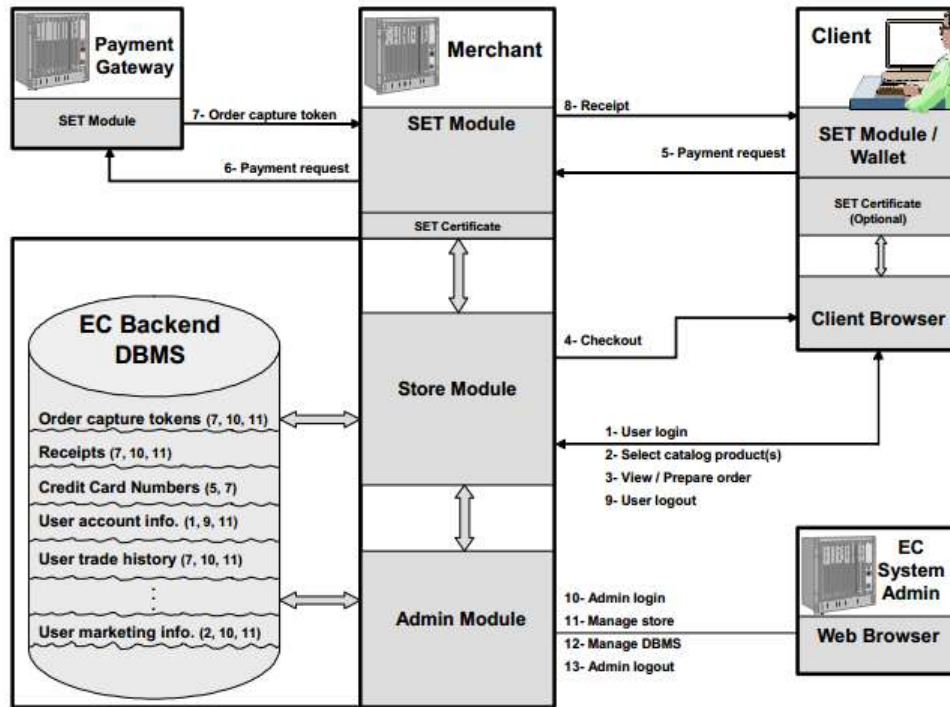 Payment
Gateway
SET Module
7- Order capture token
6- Payment request
Merchant
SET Module
SET Certificate
8- Receipt
5- Payment request
Client
SET Module /
Wallet
SET Certificate
(Optional)
Client Browser
4- Checkout
Store Module
1- User login
2- Select catalog product(s)
3- View / Prepare order
9- User logout
EC Backend
DBMS
Order capture tokens (7, 10, 11)
Receipts (7, 10, 11)
Credit Card Numbers (5, 7)
User account info. (1, 9, 11)
User trade history (7, 10, 11)
:
User marketing info. (2, 10, 11)
Admin Module
10- Admin login
11- Manage store
12- Manage DBMS
13- Admin logout
EC
System
Admin
Web Browser